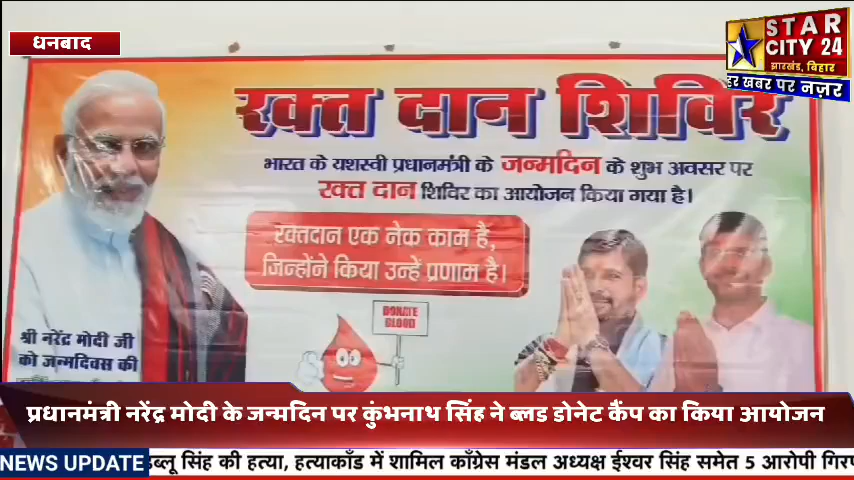 धनबाद
STAR
CITY 24
झारखंड, बिहार
हर खबर पर नज़र
रक्त दान शिविर
भारत के यशस्वी प्रधानमंत्री के जन्मदिन के शुभ अवसर पर
रक्त दान शिविर का आयोजन किया गया है।
रक्तदान एक नेक काम है,
जिन्होंने किया उन्हें प्रणाम है।
DONATE
BLOOD
श्री नरेंद्र मोदी जी
को जन्मदिवस की
प्रधानमंत्री नरेंद्र मोदी के जन्मदिन पर कुंभनाथ सिंह ने ब्लड डोनेट कैंप का किया आयोजन
NEWS UPDATE
डब्लू सिंह की हत्या, हत्याकाँड में शामिल काँग्रेस मंडल अध्यक्ष ईश्वर सिंह समेत 5 आरोपी